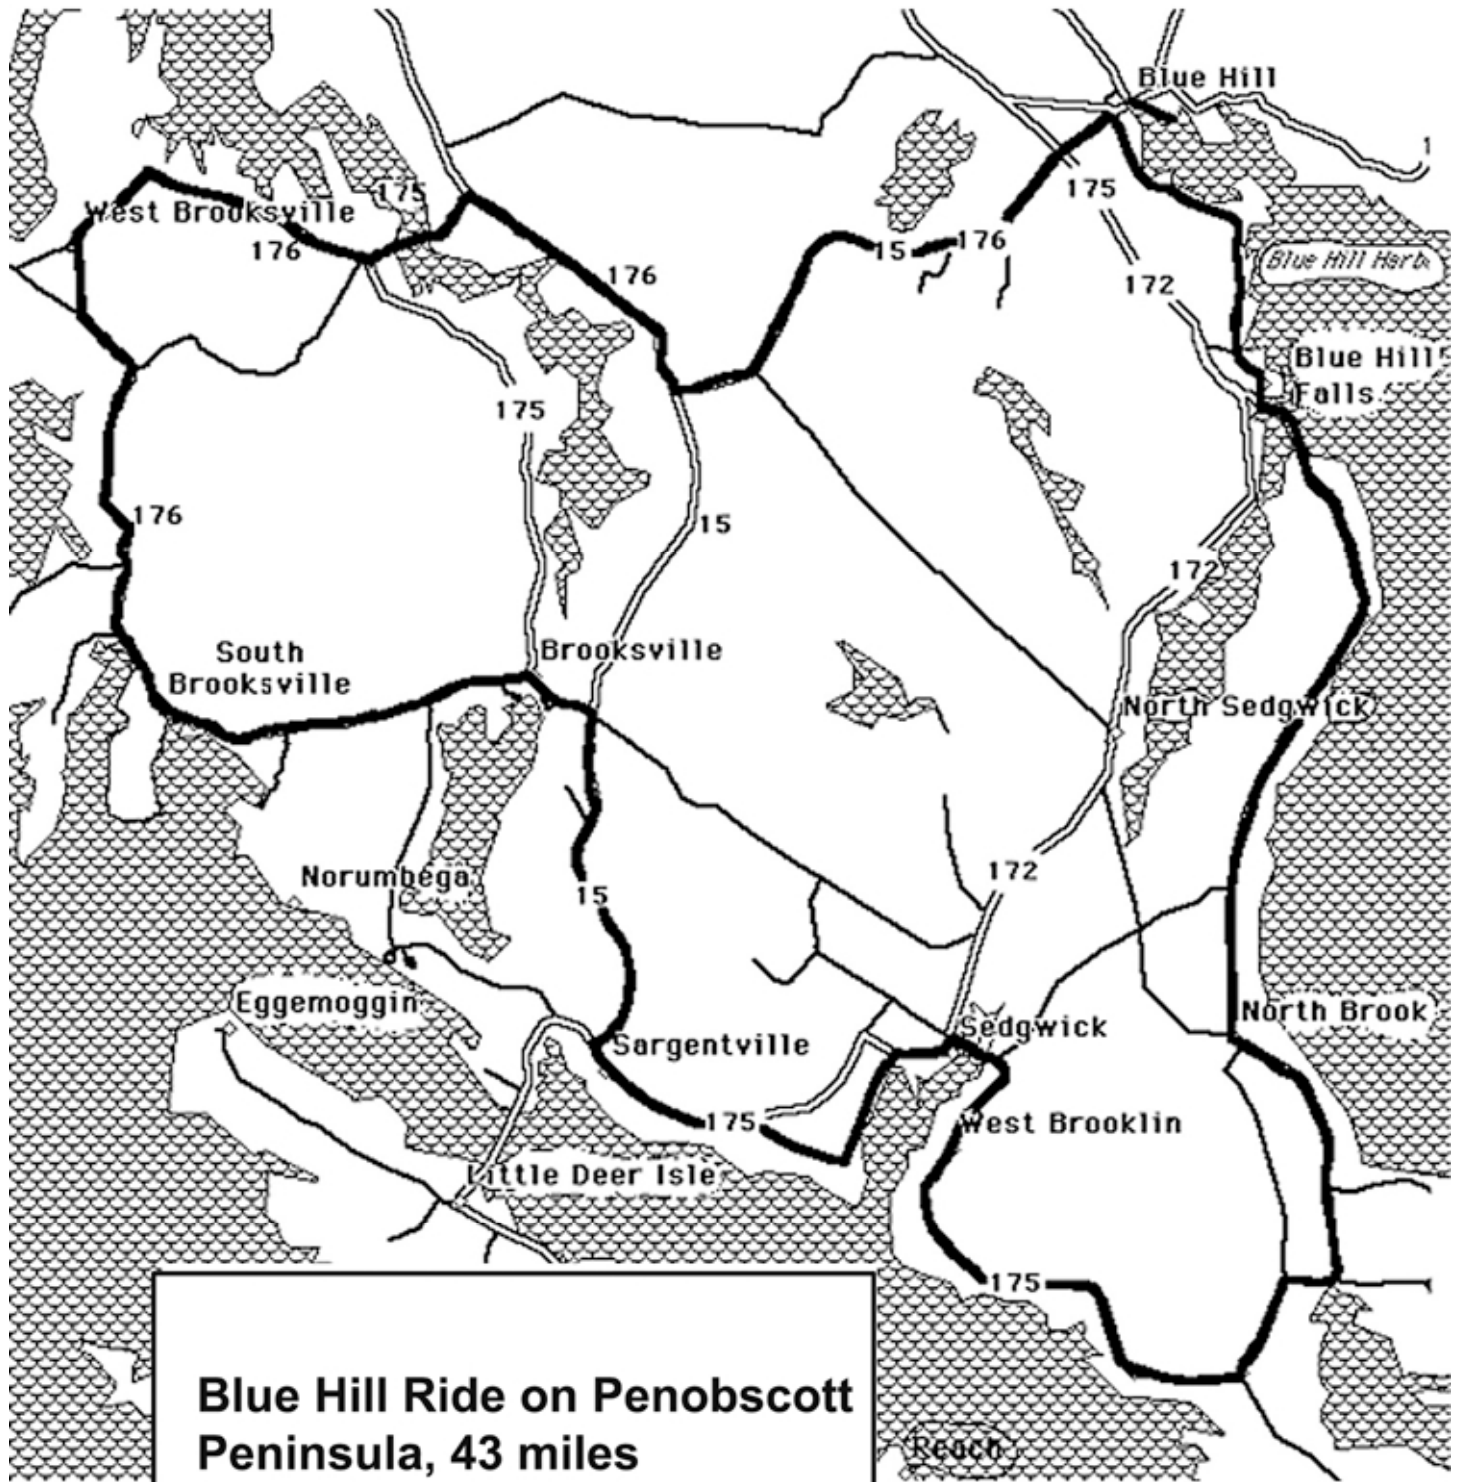 Blue Hill
1
175
175
West Brooksville
176
15
176
176
172
Blue Hill Harb
Blue Hill
Falls
175
176
15
172
South
Brooksville
Brooksville
North Sedgwick
Norumbega
172
15
Eggemoggin
North Brook
Sedgwick
Sargentville
175
West Brooklin
Little Deer Isle
175
Blue Hill Ride on Penobscott
Peninsula, 43 miles
Reach